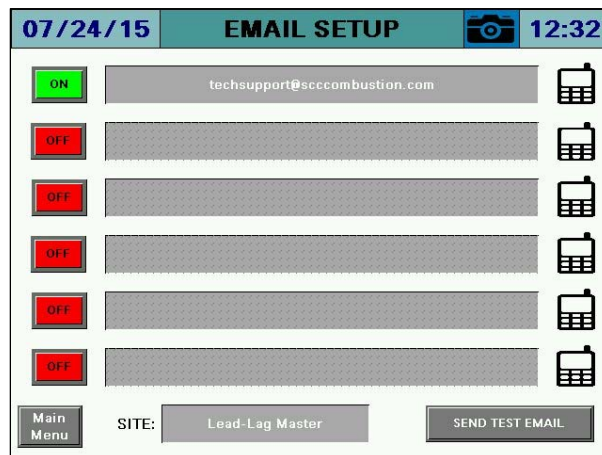 07/24/15 EMAIL SETUP 12:32
ON techsupport@scccombustion.com
OFF
OFF
OFF
OFF
OFF
Main Menu SITE: Lead-Lag Master SEND TEST EMAIL